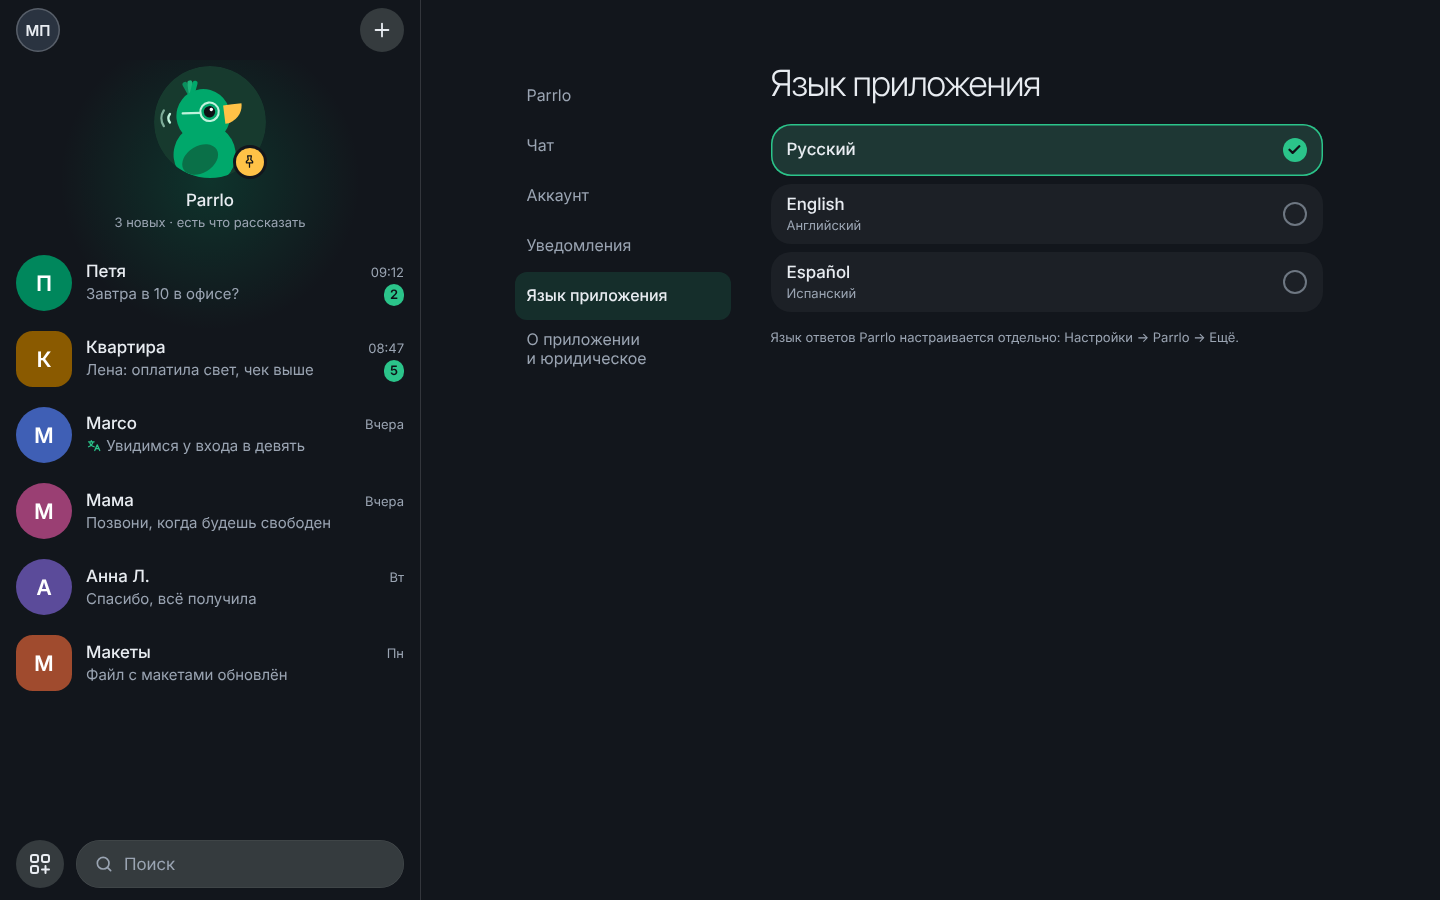 МП
Parrlo
3 новых · есть что рассказать
Петя
09:12
Завтра в 10 в офисе?
2
П
Квартира
08:47
Лена: оплатила свет, чек выше
5
К
Marco
Вчера
Увидимся у входа в девять
M
Мама
Вчера
Позвони, когда будешь свободен
М
Анна Л.
Вт
Спасибо, всё получила
А
Макеты
Пн
Файл с макетами обновлён
М
Поиск
Parrlo
Чат
Аккаунт
Уведомления
Язык приложения
О приложении
и юридическое
Язык приложения
Русский
English
Английский
Español
Испанский
Язык ответов Parrlo настраивается отдельно: Настройки → Parrlo → Ещё.